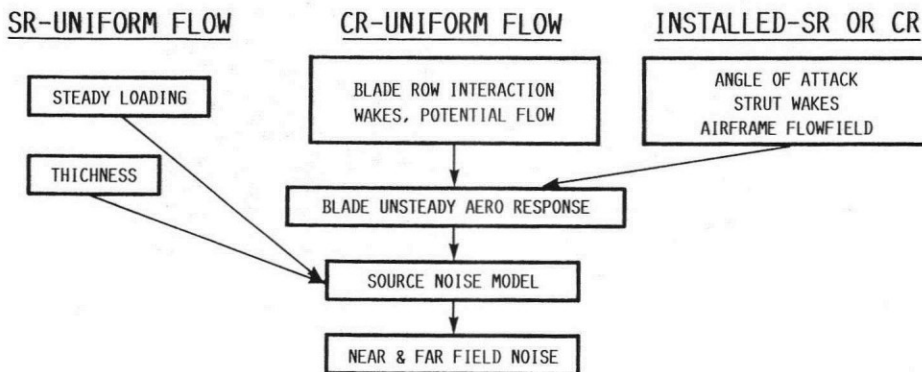 SR-UNIFORM FLOW
CR-UNIFORM FLOW
INSTALLED-SR OR CR
STEADY LOADING
THICKNESS
BLADE ROW INTERACTION
WAKES, POTENTIAL FLOW
ANGLE OF ATTACK
STRUT WAKES
AIRFRAME FLOWFIELD
BLADE UNSTEADY AERO RESPONSE
SOURCE NOISE MODEL
NEAR & FAR FIELD NOISE